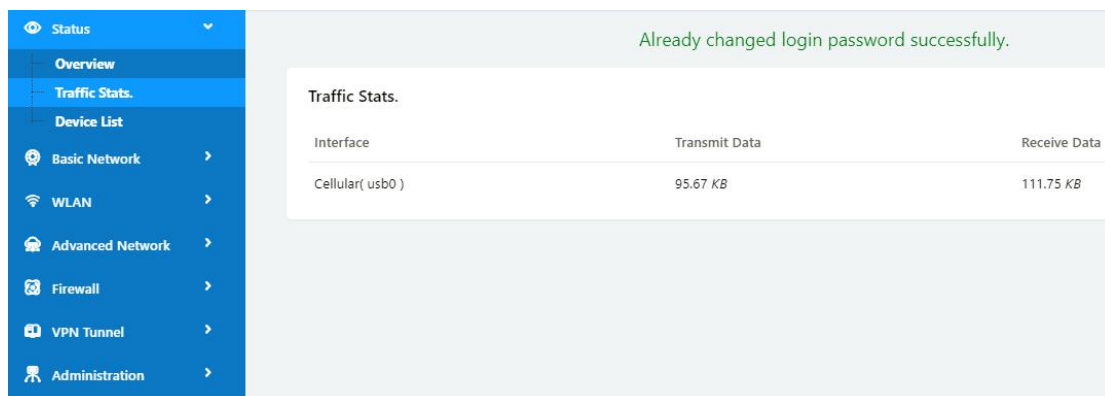 Status
Overview
Traffic Stats.
Device List
Basic Network
WLAN
Advanced Network
Firewall
VPN Tunnel
Administration
Already changed login password successfully.
Traffic Stats.
Interface Transmit Data Receive Data
Cellular( usb0 ) 95.67 KB 111.75 KB